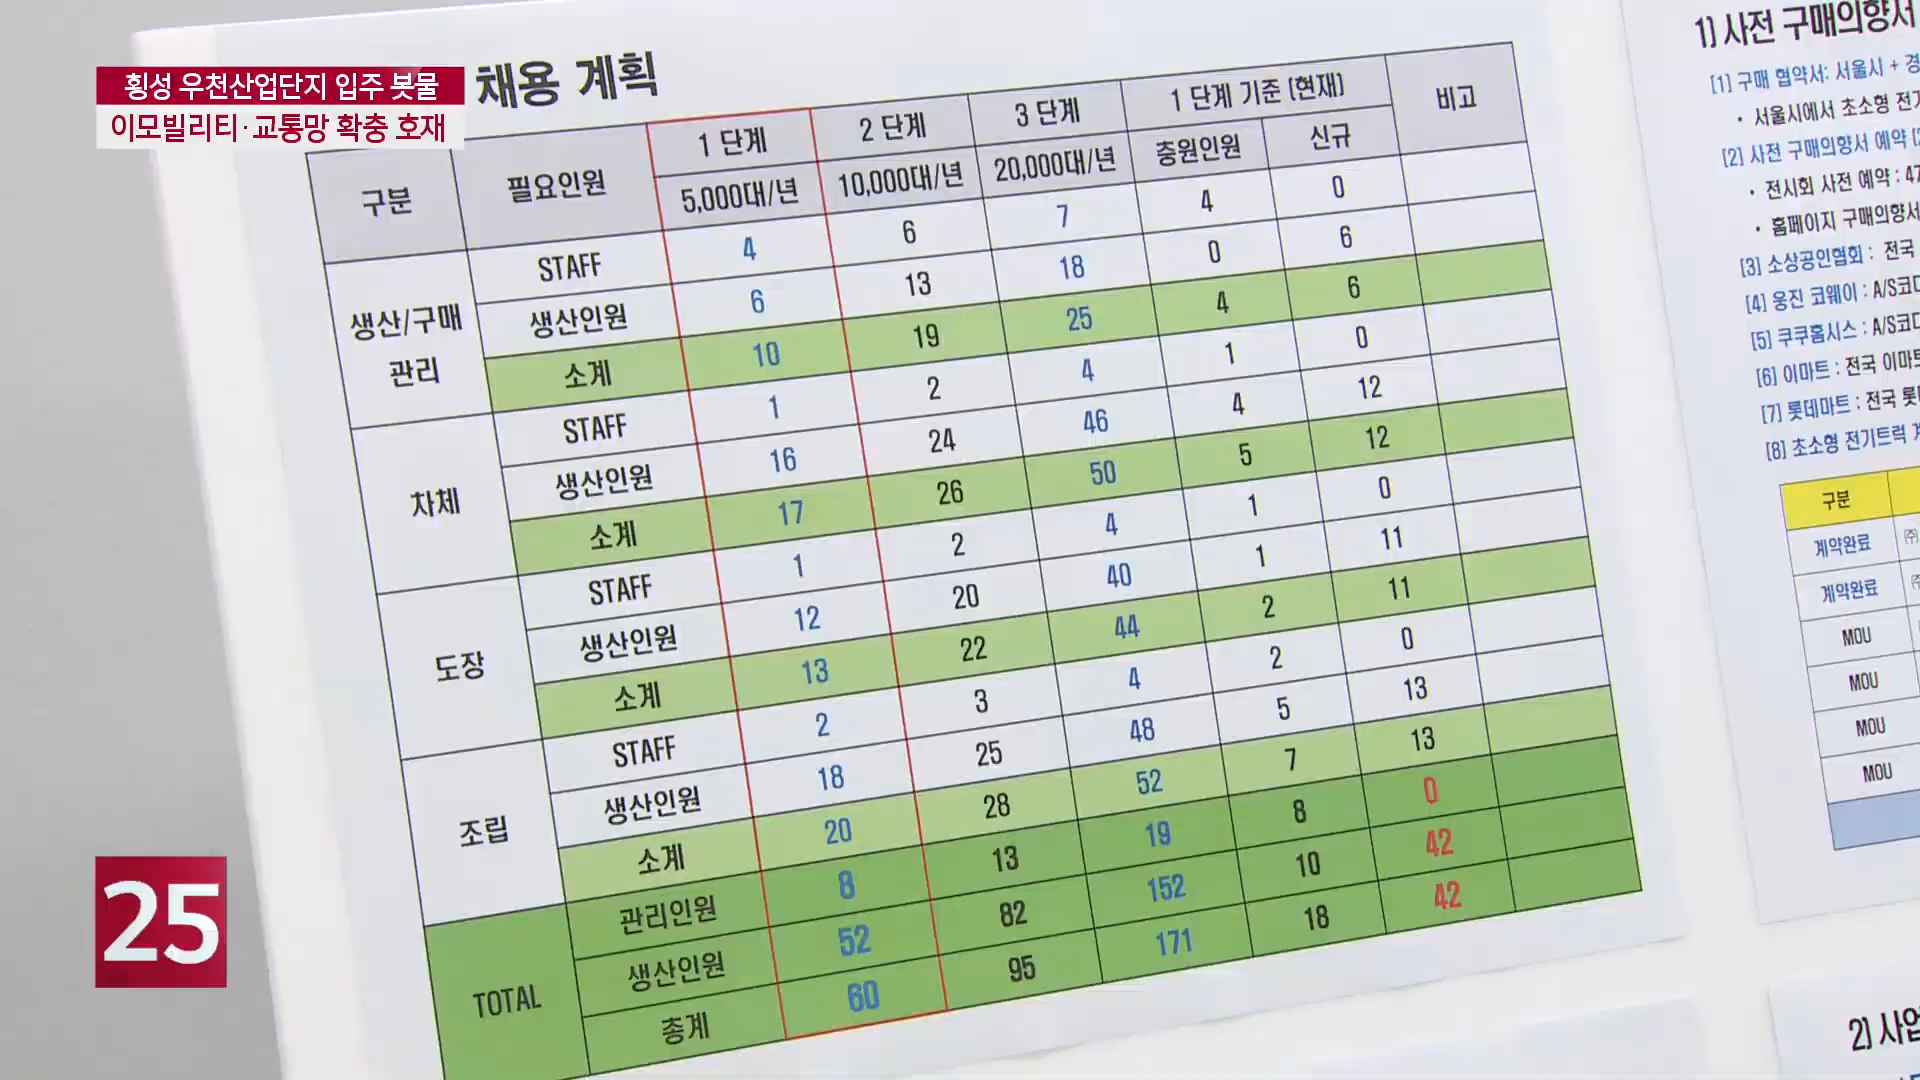 횡성 우천산업단지 입주 봇물
이모빌리티·교통망 확충 호재
채용 계획
구분 필요인원 1 단계 2 단계 3 단계 1 단계 기준 (현재) 비고
5,000대/년 10,000대/년 20,000대/년 충원인원 신규
생산/구매 관리 STAFF 4 6 7 4 0
생산인원 6 13 18 0 6
소계 10 19 25 4 6
차체 STAFF 1 2 4 1 0
생산인원 16 24 46 4 12
소계 17 26 50 5 12
도장 STAFF 1 2 4 1 0
생산인원 12 20 40 1 11
소계 13 22 44 2 11
조립 STAFF 2 3 4 2 0
생산인원 18 25 48 5 13
소계 20 28 52 7 13
TOTAL 관리인원 8 13 19 8 0
생산인원 52 82 152 10 42
총계 60 95 171 18 42
1) 사전 구매의향서
[1] 구매 협약서: 서울시 + 경
• 서울시에서 초소형 전기
[2] 사전 구매의향서 예약
• 전시회 사전 예약 : 47
• 홈페이지 구매의향서
[3] 소상공인협회 : 전국
[4] 웅진 코웨이 : A/S코디
[5] 쿠쿠홈시스 : A/S코디
[6] 이마트 : 전국 이마트
[7] 롯데마트 : 전국 롯데
[8] 초소형 전기트럭
구분
계약완료 ㈜
계약완료 ㈜
MOU
MOU
MOU
MOU
2) 사업
25